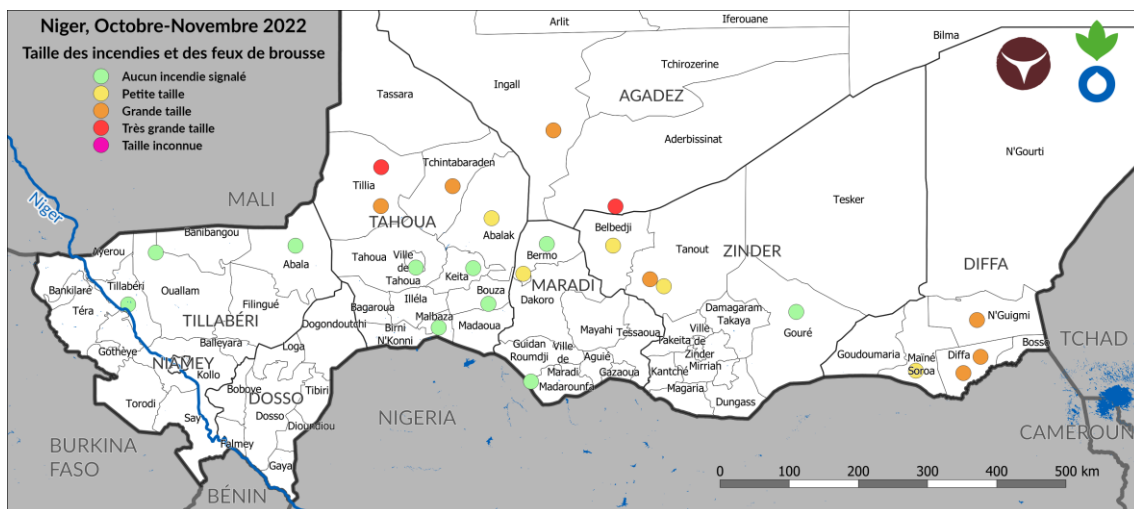 Niger, Octobre-Novembre 2022
Taille des incendies et des feux de brousse
Aucun incendie signalé
Petite taille
Grande taille
Très grande taille
Taille inconnue
Arlit
Iferouane
Bilma
Tchirozerine
Ingall
Tassara
AGADEZ
Aderbissinat
N'Gourti
Tchintabaraden
Tillia
MALI
Niger
Tesker
TAHOUA
Belbedji
Abalak
Banibangou
Tanout
ZINDER
Ayerou
Abala
Tahoua
Ville
de
Tahoua
Keita
Bermo
DIFFA
Bankilaré
Tillabéri
Ouallam
MARADI
Bouza
Dakoro
Téra
Filingué
Illéla
Bagaroua
Damagaram
Takaya
N'Guigmi
TILLABÉRI
Dogondoutchi
Malbaza
Madaoua
Birni
N'Konni
Mayahi
Tessaoua
Ville
de
Zinder
Takeita
Gouré
Goudoumaria
Maïné
Soroa
Diffa
Bosso
TCHAD
Gothèye
Balleyara
Loga
Guidan
Roumdji
Ville
de
Maradi
Aguié
Gazaoua
Kantché
Mirriah
NIAMEY
Kollo
Magaria
Madarounfa
Torodi
Boboye
Tibiri
DOSSO
Dungass
Say
Dosso
Dioundiou
NIGERIA
CAMEROUN
BURKINA
FASO
Falmey
Gaya
BÉNIN
0 100 200 300 400 500 km